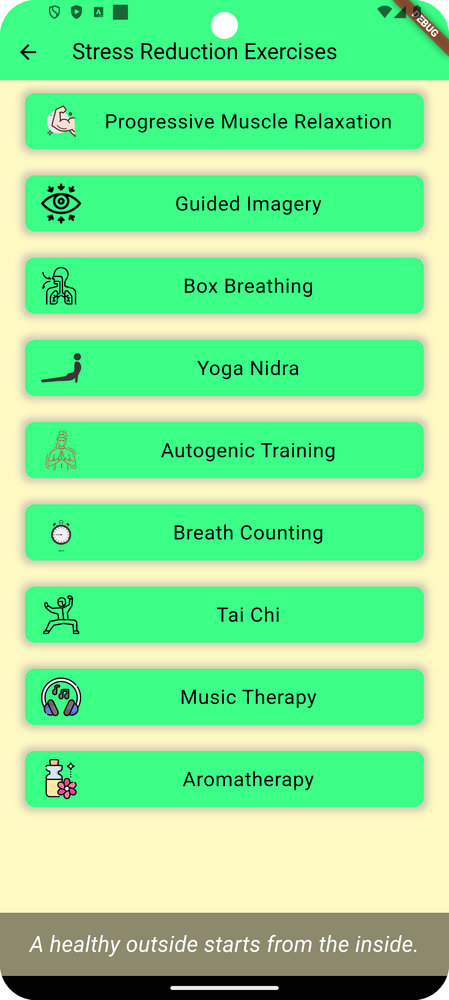 A
DEBUG
Stress Reduction Exercises
Progressive Muscle Relaxation
Guided Imagery
Box Breathing
Yoga Nidra
Autogenic Training
Breath Counting
Tai Chi
Music Therapy
Aromatherapy
A healthy outside starts from the inside.